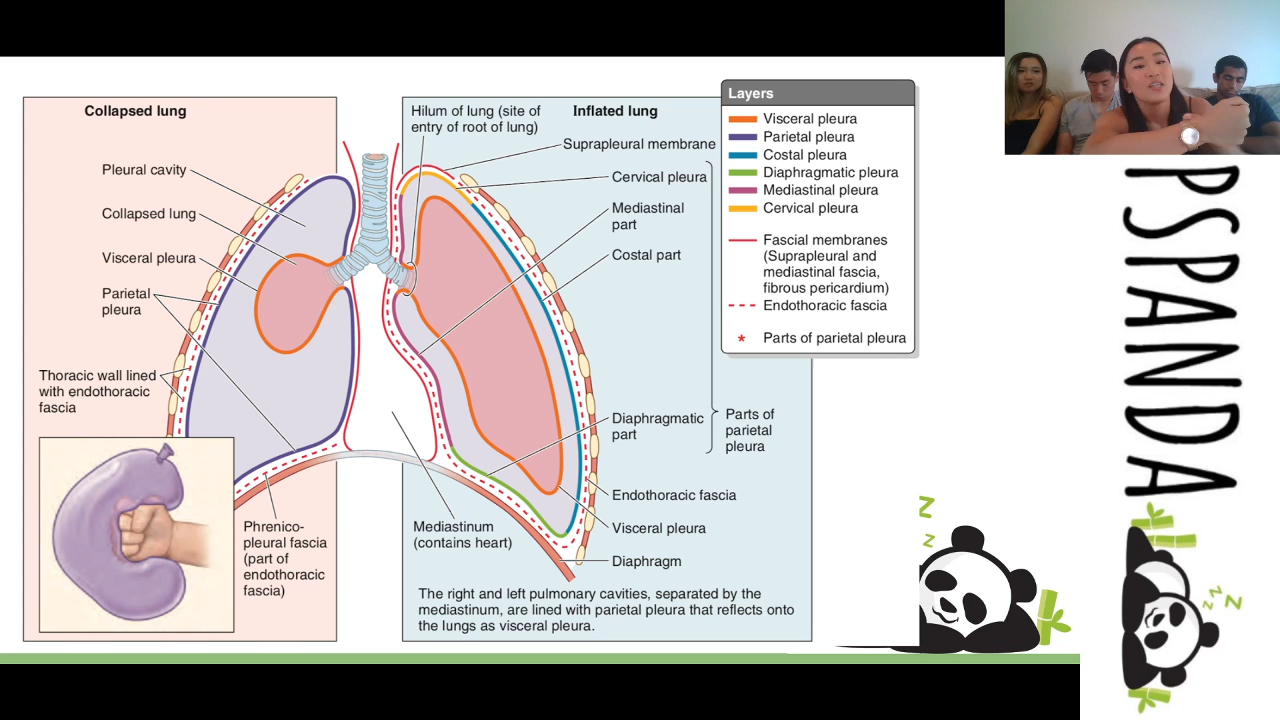 Collapsed lung
Pleural cavity
Collapsed lung
Visceral pleura
Parietal
pleura
Thoracic wall lined
with endothoracic
fascia
Phrenico-
pleural fascia
(part of
endothoracic
fascia)
Hilum of lung (site of
entry of root of lung)
Inflated lung
Suprapleural membrane
Cervical pleura
Mediastinal
part
Costal part
Diaphragmatic
part
Parts of
parietal
pleura
Endothoracic fascia
Visceral pleura
Diaphragm
Mediastinum
(contains heart)
The right and left pulmonary cavities, separated by the
mediastinum, are lined with parietal pleura that reflects onto
the lungs as visceral pleura.
Layers
Visceral pleura
Parietal pleura
Costal pleura
Diaphragmatic pleura
Mediastinal pleura
Cervical pleura
Fascial membranes
(Suprapleural and
mediastinal fascia,
fibrous pericardium)
Endothoracic fascia
* Parts of parietal pleura
PSPANDA
Z
Z
Z
Z
Z